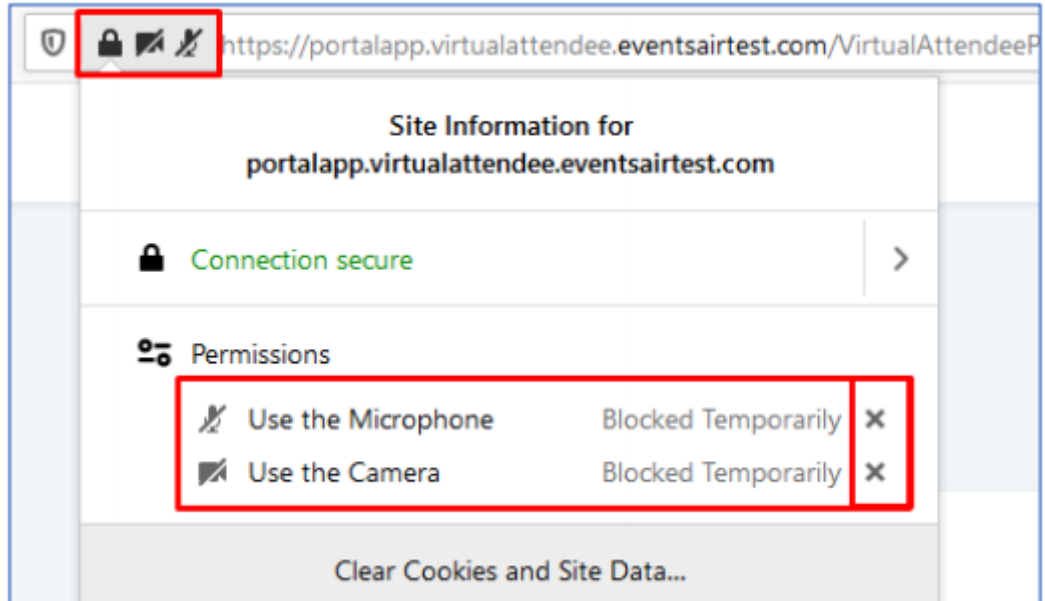 https://portalapp.virtualattendee.eventsairtest.com/VirtualAttendeeP
Site Information for
portalapp.virtualattendee.eventsairtest.com
Connection secure
Permissions
Use the Microphone Blocked Temporarily
Use the Camera Blocked Temporarily
Clear Cookies and Site Data...